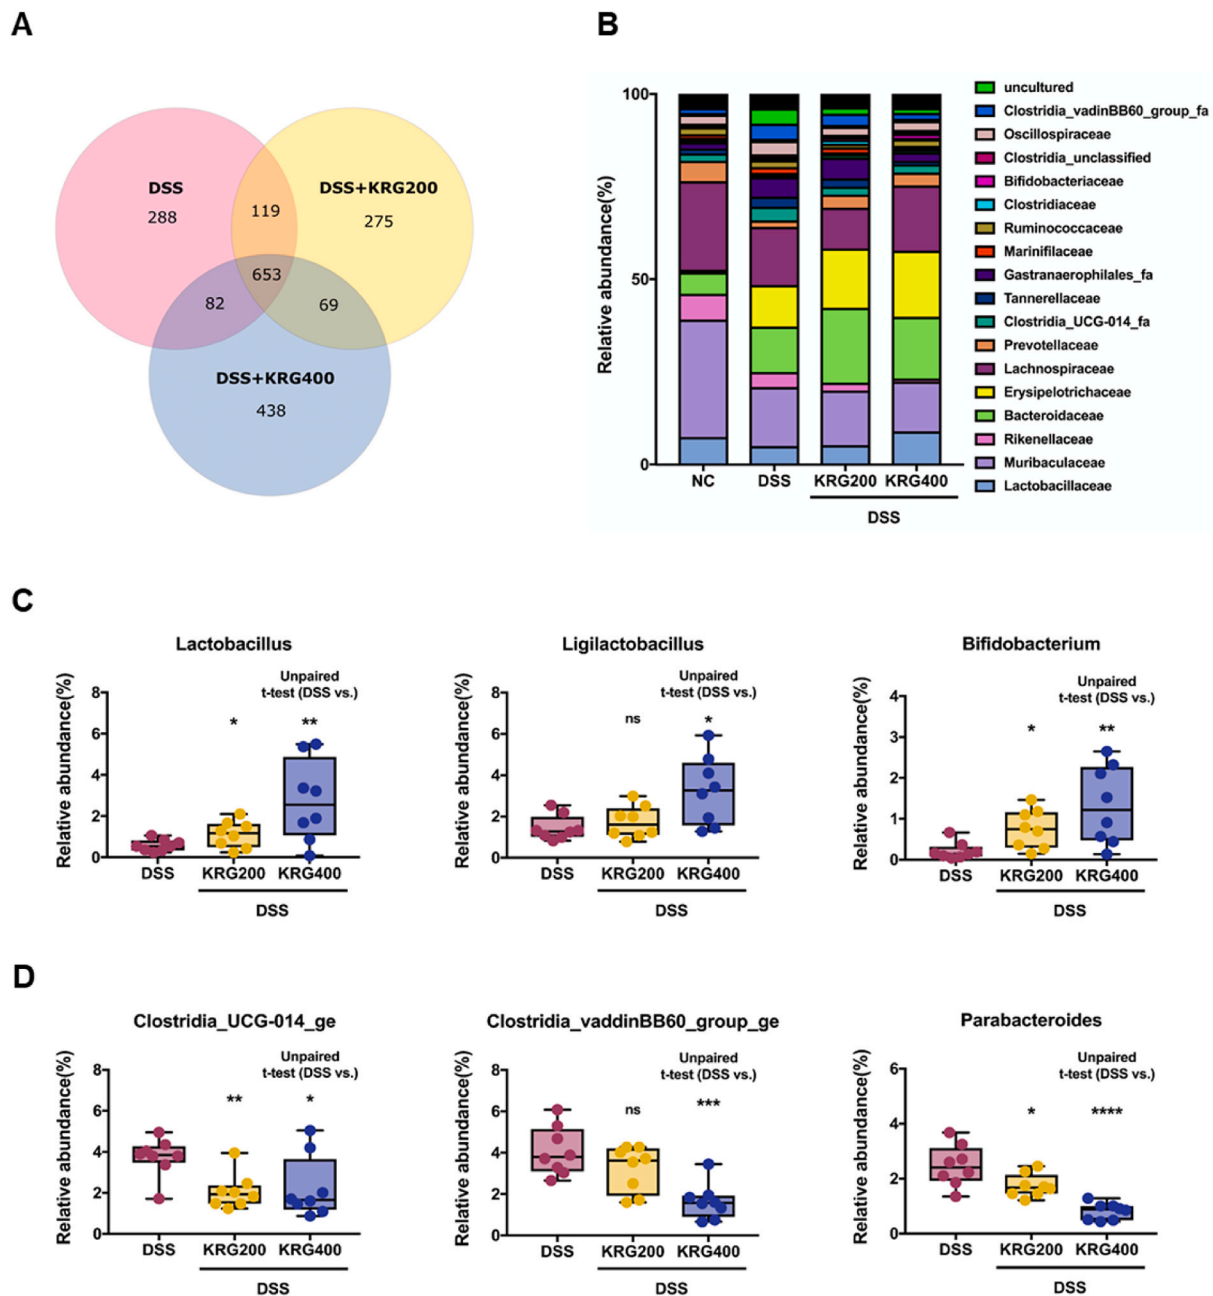 A
DSS
288
119
DSS+KRG200
275
653
82
69
DSS+KRG400
438
B
Relative abundance(%)
100
50
0
NC
DSS
KRG200
KRG400
DSS
uncultured
Clostridia_vadinBB60_group_fa
Oscillospiraceae
Clostridia_unclassified
Bifidobacteriaceae
Clostridiaceae
Ruminococcaceae
Marinifilaceae
Gastranaerophilales_fa
Tannerellaceae
Clostridia_UCG-014_fa
Prevotellaceae
Lachnospiraceae
Erysipelotrichaceae
Bacteroidaceae
Rikenellaceae
Muribaculaceae
Lactobacillaceae
C
Lactobacillus
Unpaired
t-test (DSS vs.)
* **
Relative abundance(%)
8
6
4
2
0
DSS KRG200 KRG400
DSS
Ligilactobacillus
Unpaired
t-test (DSS vs.)
ns *
Relative abundance(%)
8
6
4
2
0
DSS KRG200 KRG400
DSS
Bifidobacterium
Unpaired
t-test (DSS vs.)
* **
Relative abundance(%)
4
3
2
1
0
DSS KRG200 KRG400
DSS
D
Clostridia_UCG-014_ge
Unpaired
t-test (DSS vs.)
** *
Relative abundance(%)
8
6
4
2
0
DSS KRG200 KRG400
DSS
Clostridia_vaddinBB60_group_ge
Unpaired
t-test (DSS vs.)
ns ***
Relative abundance(%)
8
6
4
2
0
DSS KRG200 KRG400
DSS
Parabacteroides
Unpaired
t-test (DSS vs.)
* ****
Relative abundance(%)
6
4
2
0
DSS KRG200 KRG400
DSS